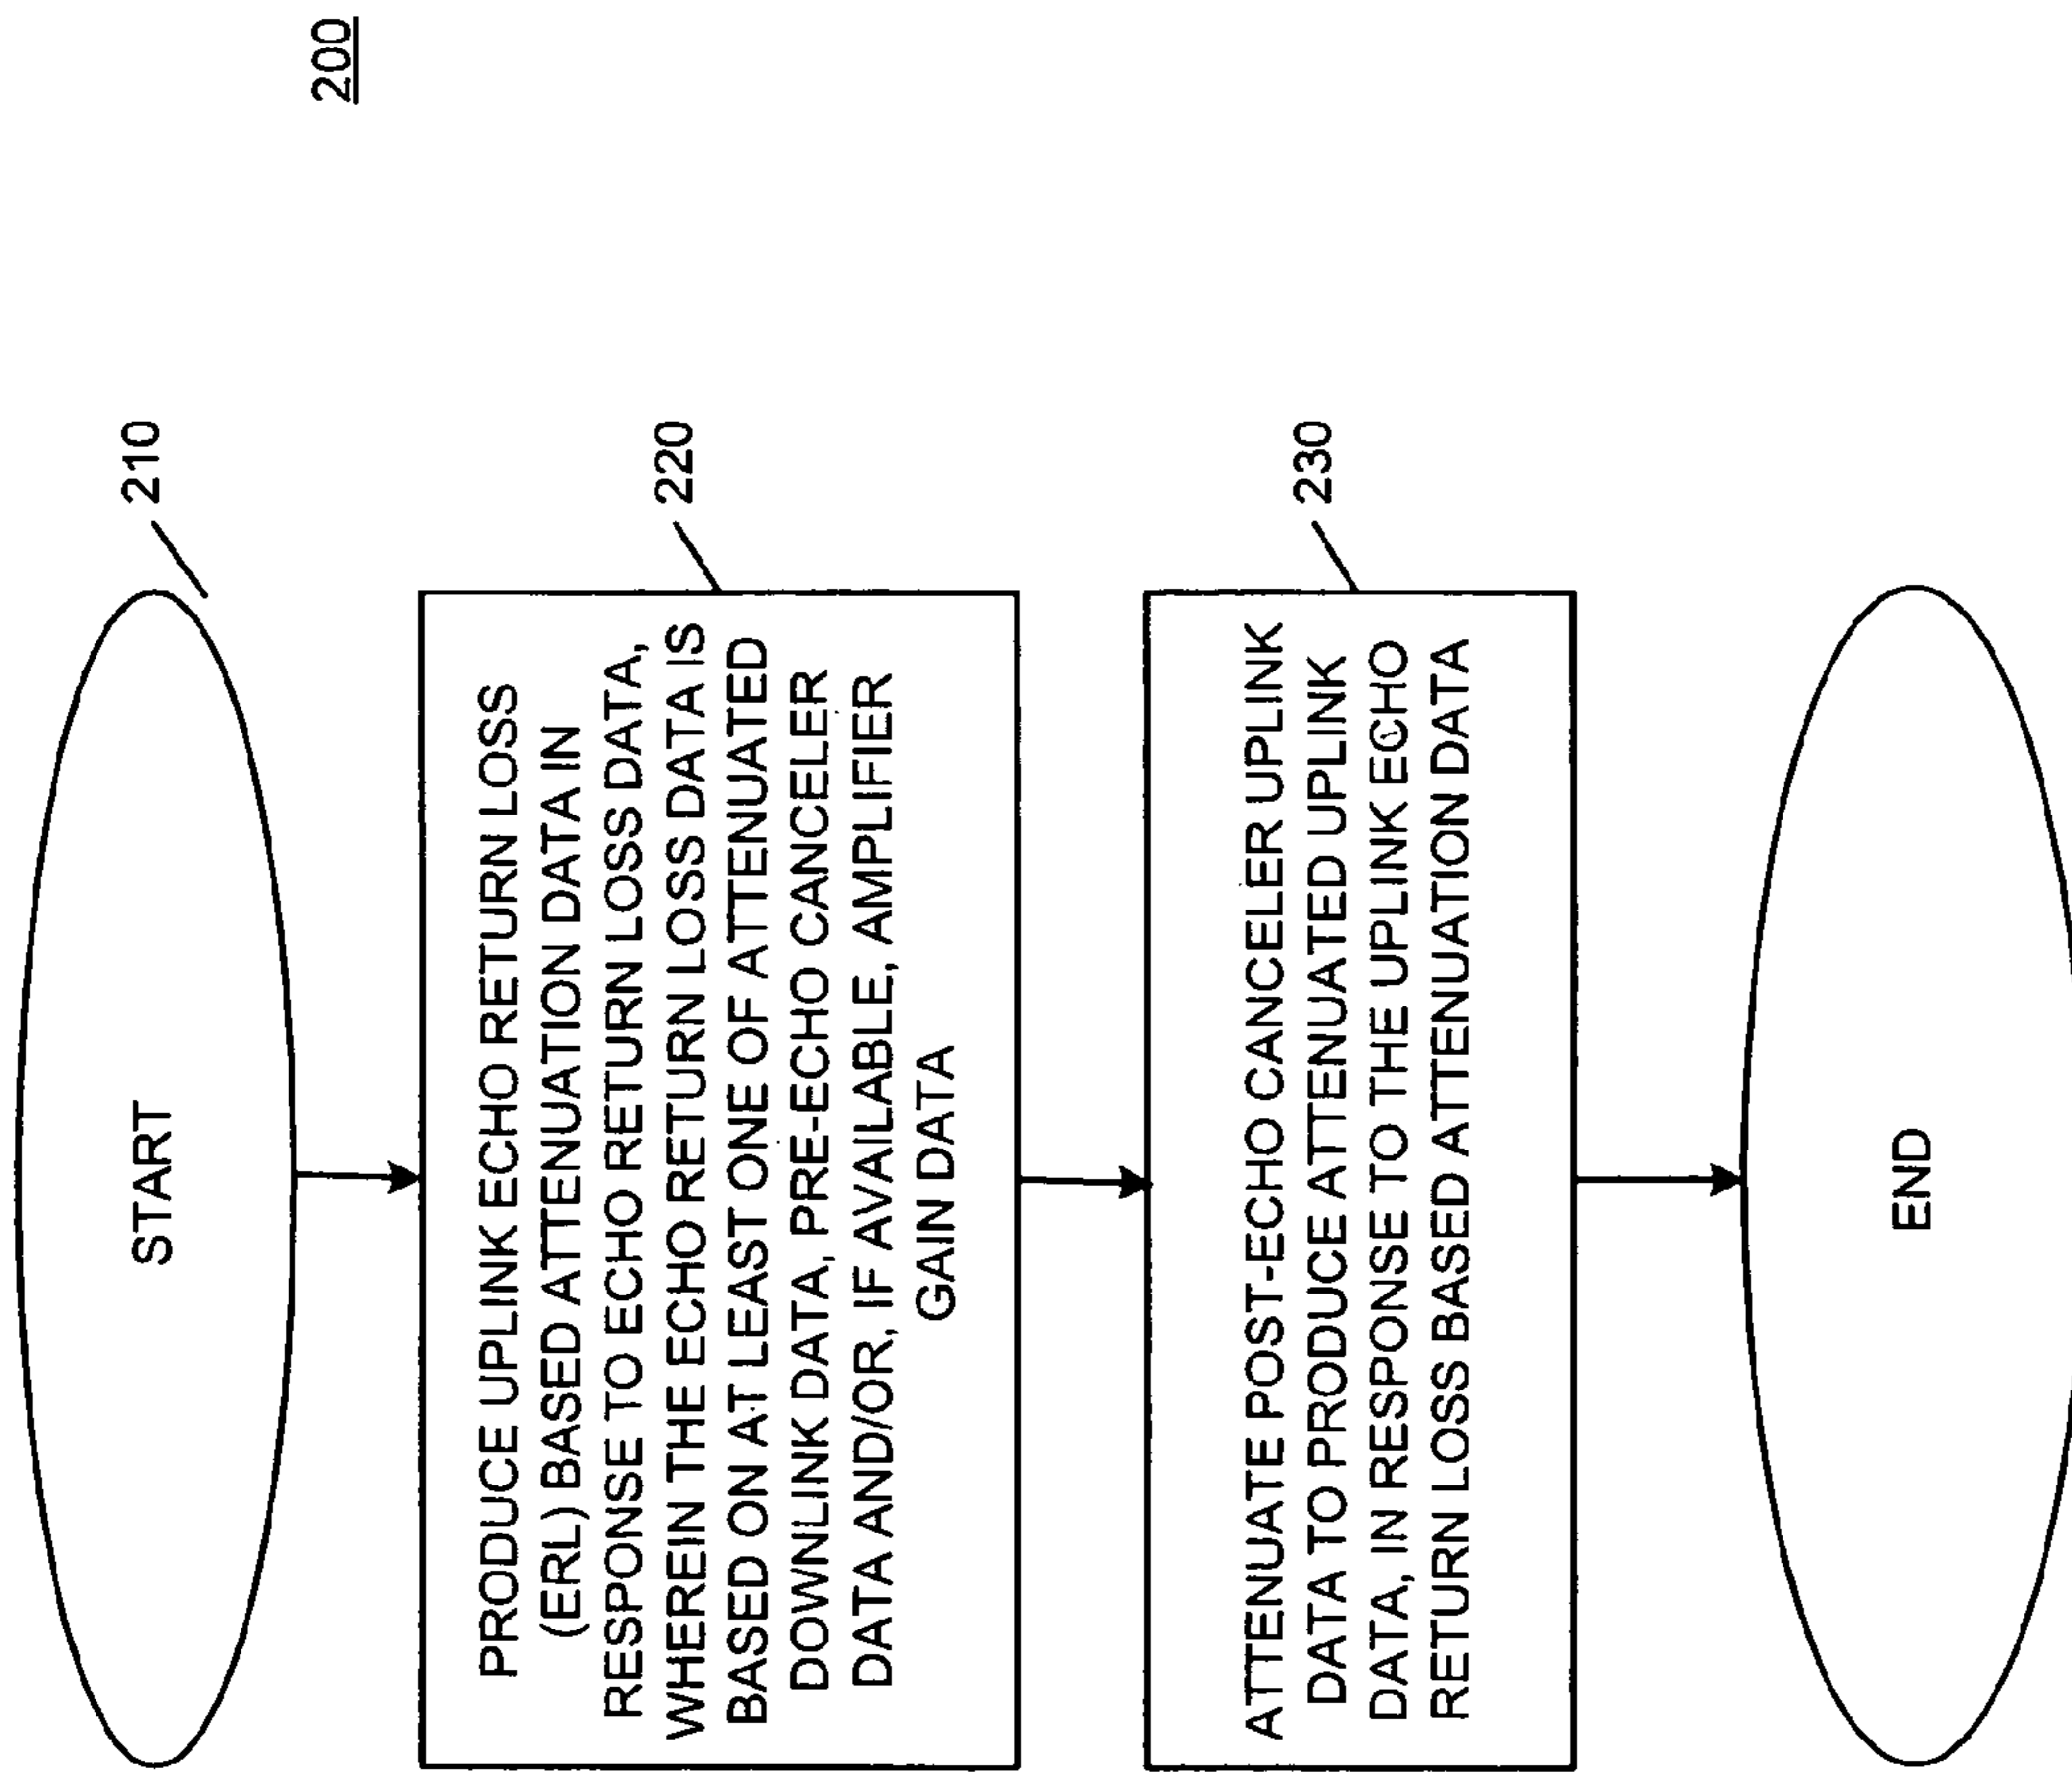 200
START
210
PRODUCE UPLINK ECHO RETURN LOSS
(ERL) BASED ATTENUATION DATA IN
RESPONSE TO ECHO RETURN LOSS DATA,
WHEREIN THE ECHO RETURN LOSS DATA IS
BASED ON AT LEAST ONE OF ATTENUATED
DOWNLINK DATA, PRE-ECHO CANCELER
DATA AND/OR, IF AVAILABLE, AMPLIFIER
GAIN DATA
220
ATTENUATE POST-ECHO CANCELER UPLINK
DATA TO PRODUCE ATTENUATED UPLINK
DATA, IN RESPONSE TO THE UPLINK ECHO
RETURN LOSS BASED ATTENUATION DATA
230
END